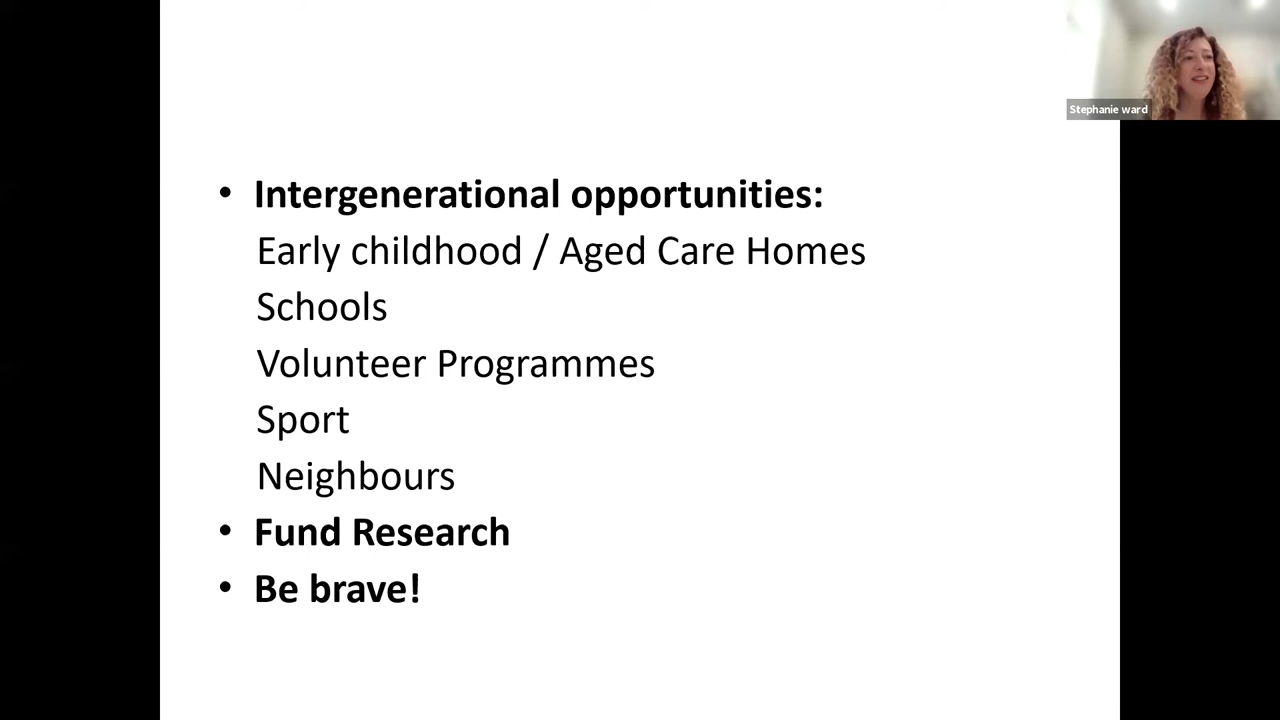 Stephanie ward
• Intergenerational opportunities:
Early childhood / Aged Care Homes
Schools
Volunteer Programmes
Sport
Neighbours
• Fund Research
• Be brave!